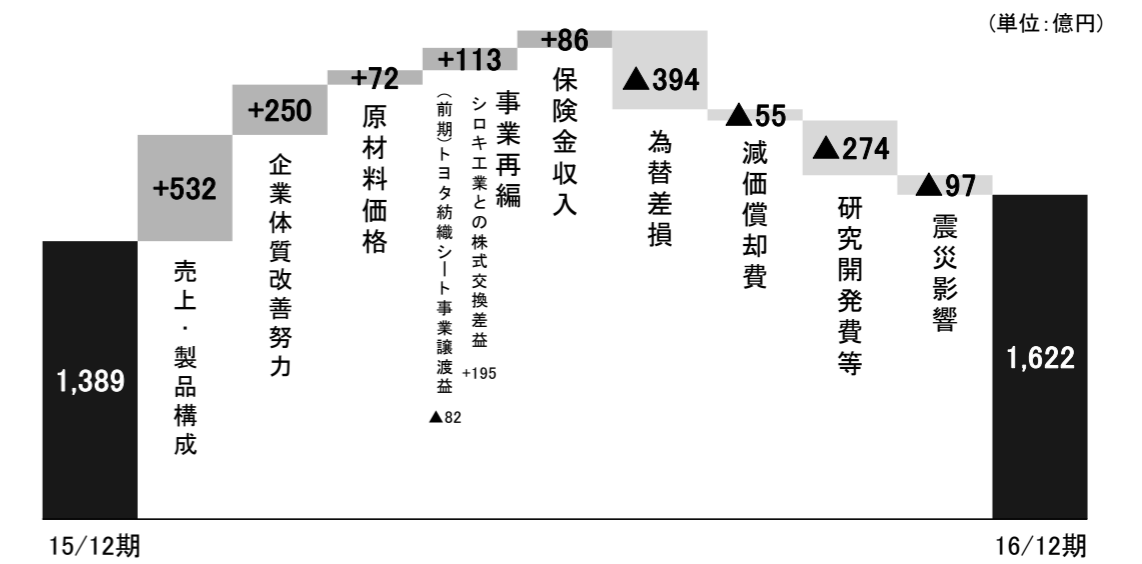 (単位:億円)
1,389
15/12期
+532
売上・製品構成
+250
企業体質改善努力
+72
原材料価格
+113
事業再編
シロキ工業との株式交換差益
+195
(前期)トヨタ紡織シート事業譲渡益
▲82
+86
保険金収入
▲394
為替差損
▲55
減価償却費
▲274
研究開発費等
▲97
震災影響
1,622
16/12期